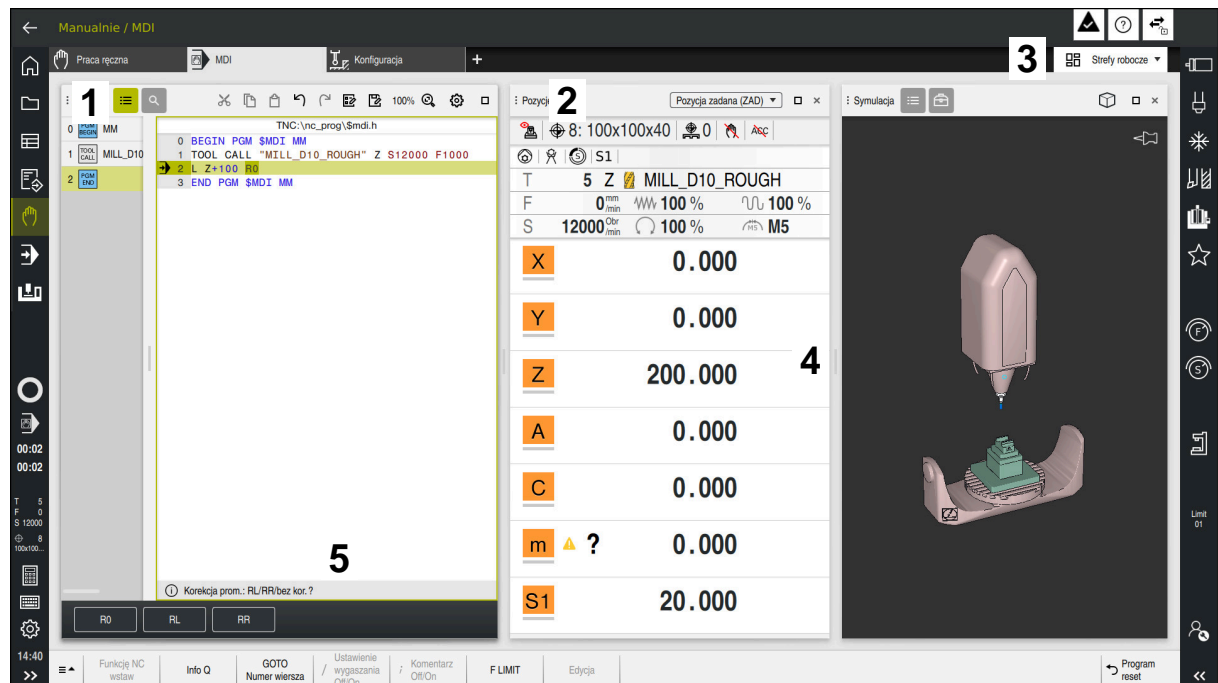 Manualnie / MDI
Praca ręczna
MDI
Konfiguracja
+
3
Strefy robocze
1
100%
0 PGM BEGIN MM
1 TOOL CALL MILL_D10
2 PGM END
TNC:\nc_prog\$mdi.h
0 BEGIN PGM $MDI MM
1 TOOL CALL "MILL_D10_ROUGH" Z S12000 F1000
2 L Z+100 R0
3 END PGM $MDI MM
5
Korekcja prom.: RL/RR/bez kor. ?
R0
RL
RR
Pozycje
2
Pozycja zadana (ZAD)
8: 100x100x40
0
ACC
S1
T 5 Z MILL_D10_ROUGH
F 0 mm/min 100 % 100 %
S 12000 Obr/min 100 % M5
X 0.000
Y 0.000
4
Z 200.000
A 0.000
C 0.000
m ? 0.000
S1 20.000
Symulacja
00:02
00:02
T 5
F 0
S 12000
8
100x100...
14:40
F
S
Limit
01
Funkcję NC
wstaw
Info Q
GOTO
Numer wiersza
/ Ustawienie
wygaszania
Off/On
; Komentarz
Off/On
F LIMIT
Edycja
Program
reset